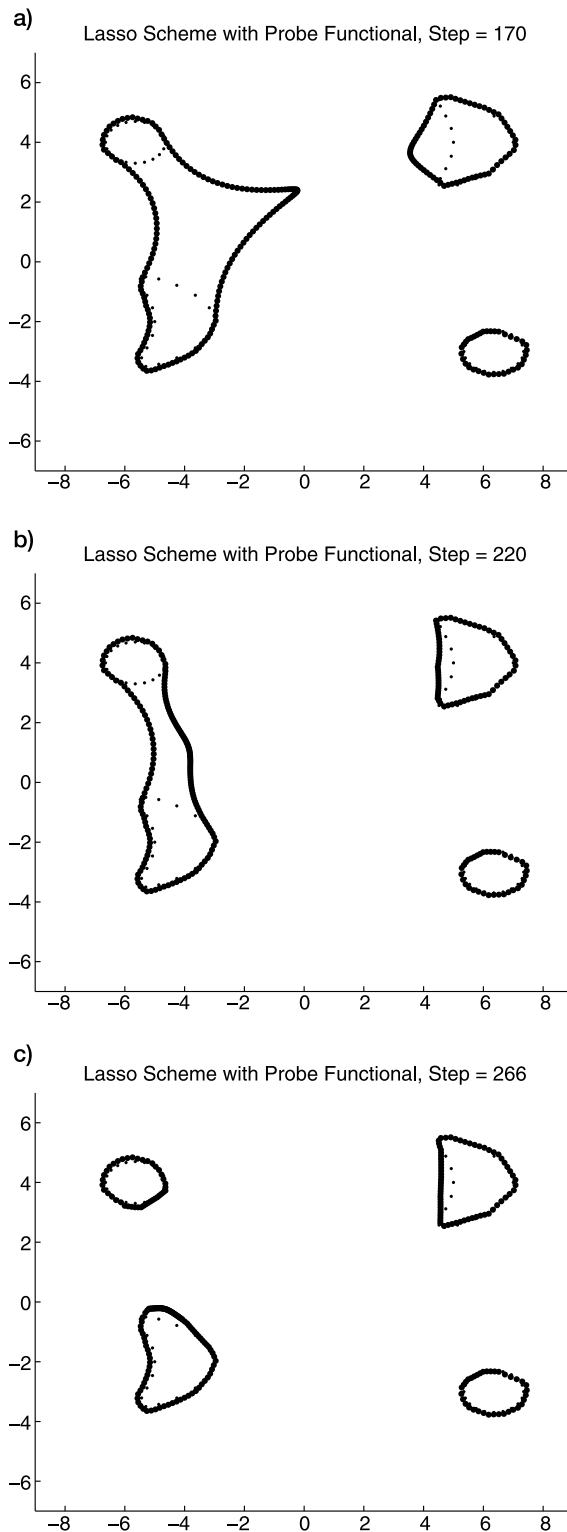 a)
Lasso Scheme with Probe Functional, Step = 170
6
4
2
0
−2
−4
−6
−8 −6 −4 −2 0 2 4 6 8
b)
Lasso Scheme with Probe Functional, Step = 220
6
4
2
0
−2
−4
−6
−8 −6 −4 −2 0 2 4 6 8
c)
Lasso Scheme with Probe Functional, Step = 266
6
4
2
0
−2
−4
−6
−8 −6 −4 −2 0 2 4 6 8